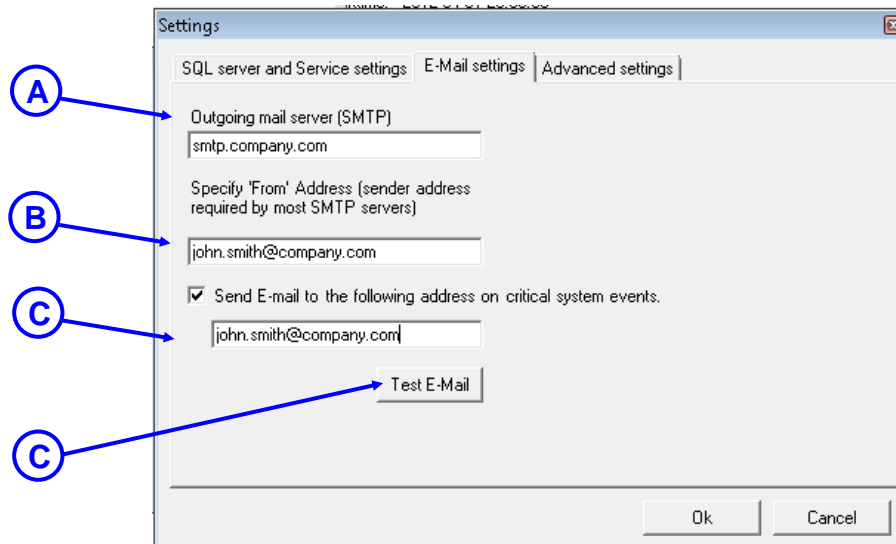 Settings
SQL server and Service settings E-Mail settings Advanced settings
A
Outgoing mail server (SMTP)
smtp.company.com
Specify 'From' Address (sender address
required by most SMTP servers)
B
john.smith@company.com
Send E-mail to the following address on critical system events.
C
john.smith@company.com
Test E-Mail
C
Ok Cancel